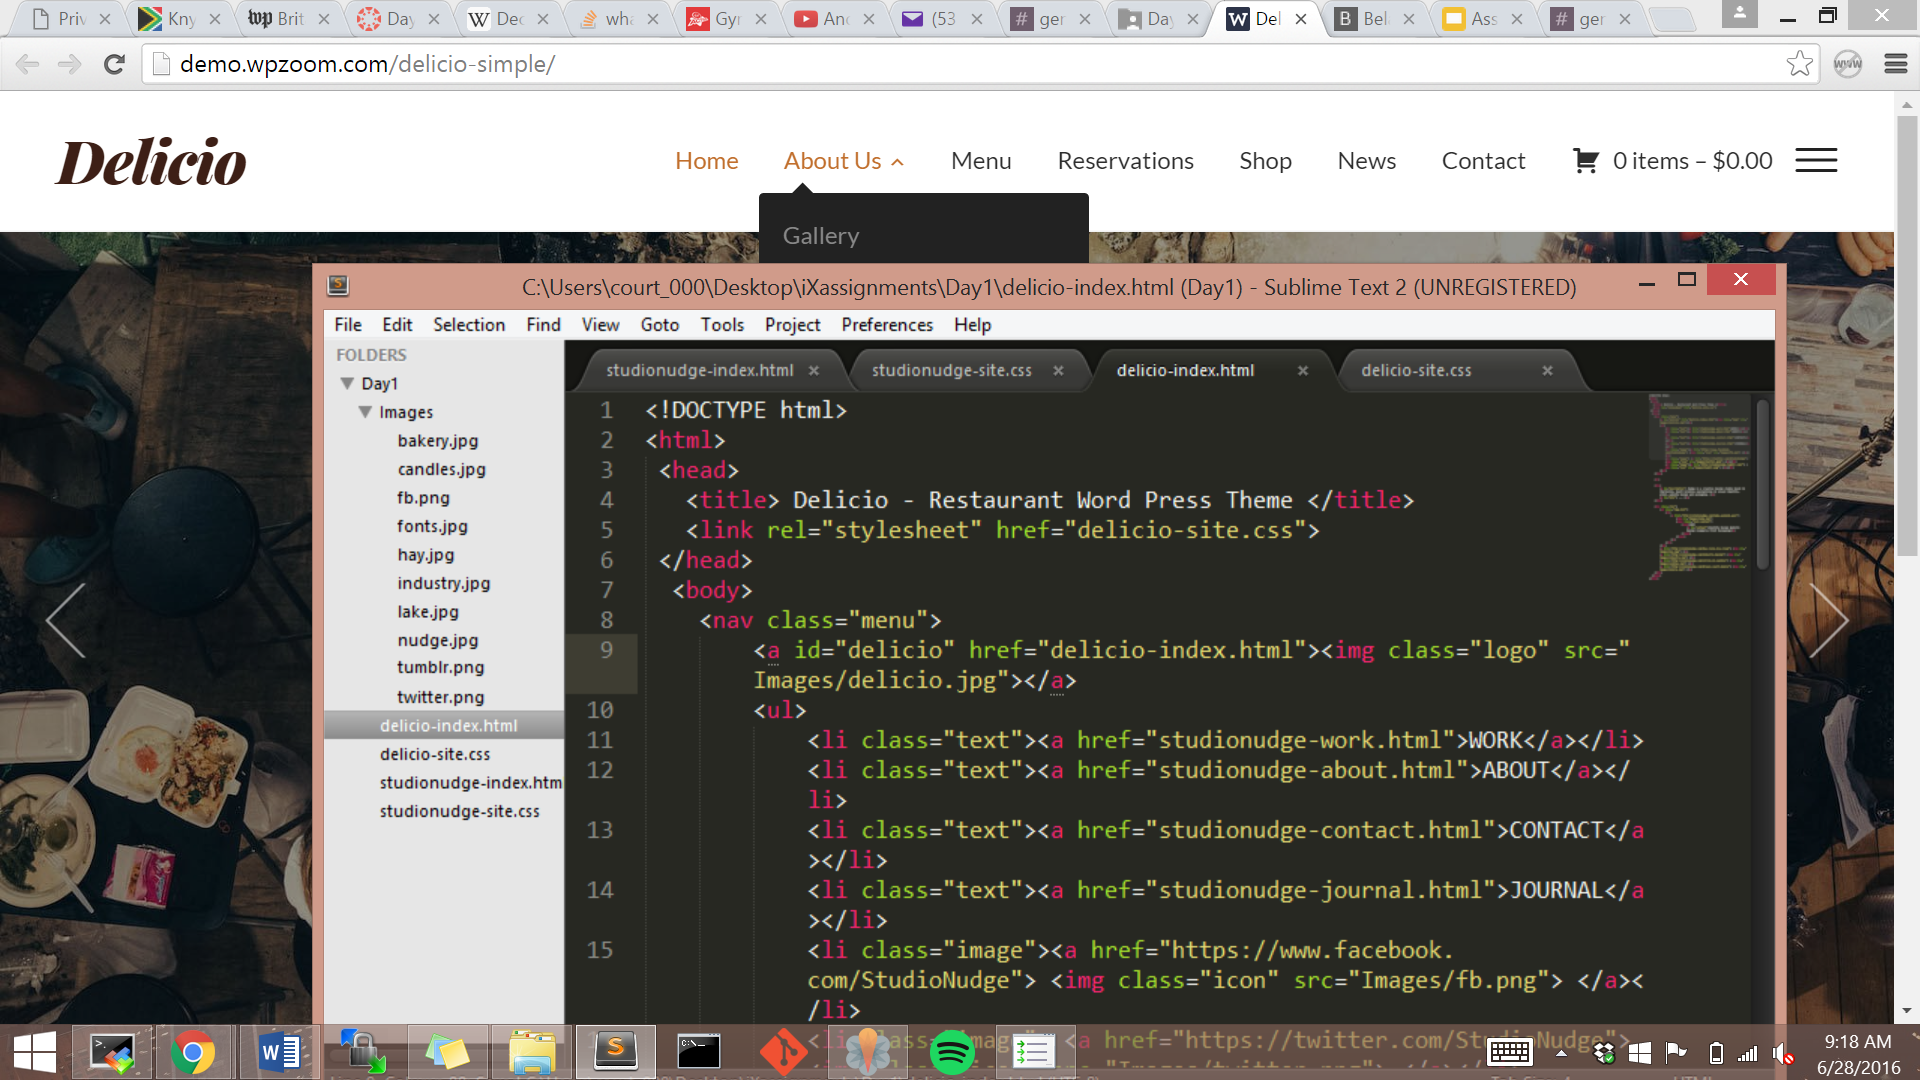 Priv
Kny
Brit
Day
Dec
wha
Gyr
Anc
(53
ger
Day
Del
Bel
Ass
ger
demo.wpzoom.com/delicio-simple/
Delicio
Home
About Us
Menu
Reservations
Shop
News
Contact
0 items – $0.00
Gallery
C:\Users\court_000\Desktop\iXassignments\Day1\delicio-index.html (Day1) - Sublime Text 2 (UNREGISTERED)
File Edit Selection Find View Goto Tools Project Preferences Help
FOLDERS
Day1
Images
bakery.jpg
candles.jpg
fb.png
fonts.jpg
hay.jpg
industry.jpg
lake.jpg
nudge.jpg
tumblr.png
twitter.png
delicio-index.html
delicio-site.css
studionudge-index.htm
studionudge-site.css
studionudge-index.html
studionudge-site.css
delicio-index.html
delicio-site.css
1 <!DOCTYPE html>
2 <html>
3 <head>
4 <title> Delicio - Restaurant Word Press Theme </title>
5 <link rel="stylesheet" href="delicio-site.css">
6 </head>
7 <body>
8 <nav class="menu">
9 <a id="delicio" href="delicio-index.html"><img class="logo" src="
Images/delicio.jpg"></a>
10 <ul>
11 <li class="text"><a href="studionudge-work.html">WORK</a></li>
12 <li class="text"><a href="studionudge-about.html">ABOUT</a></
li>
13 <li class="text"><a href="studionudge-contact.html">CONTACT</a
></li>
14 <li class="text"><a href="studionudge-journal.html">JOURNAL</a
></li>
15 <li class="image"><a href="https://www.facebook.
com/StudioNudge"> <img class="icon" src="Images/fb.png"> </a><
/li>
<li class="image"><a href="https://twitter.com/StudioNudge">
9:18 AM
6/28/2016